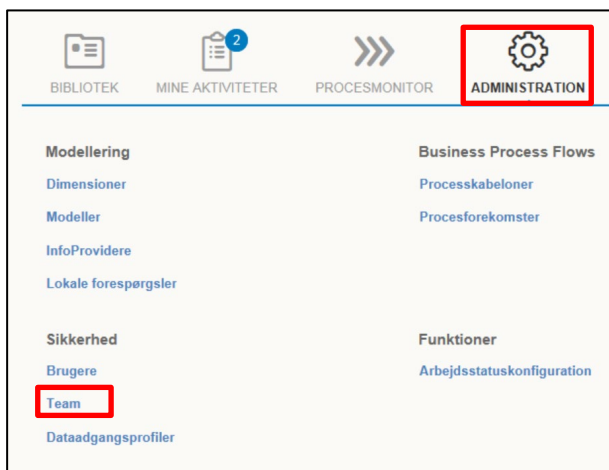 2
BIBLIOTEK MINE AKTIVITETER PROCESMONITOR ADMINISTRATION
Modellering
Dimensioner
Modeller
InfoProvidere
Lokale forespørgsler
Business Process Flows
Processkabeloner
Procesforekomster
Sikkerhed
Brugere
Team
Dataadgangsprofiler
Funktioner
Arbejdsstatuskonfiguration